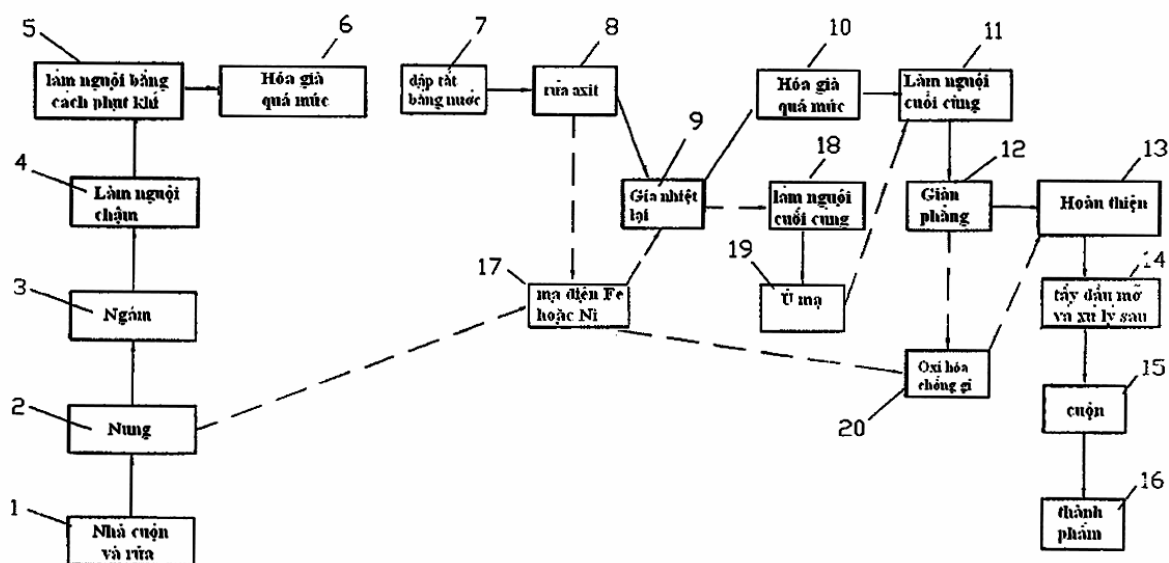 5
6
7
8
10
11
làm nguội bằng
cách phụt khí
Hóa già
quá mức
dập tắt
bằng nước
rửa axit
Hóa già
quá mức
Làm nguội
cuối cùng
4
Làm nguội
chậm
9
Gia nhiệt
lại
18
làm nguội
cuối cùng
12
Giàn
phẳng
13
Hoàn thiện
3
Ngâm
17
mạ điện Fe
hoặc Ni
19
Ủ mạ
14
tẩy dầu mỡ
và xử lý sau
2
Nung
20
Oxi hóa
chống gỉ
15
cuộn
1
Nhả cuộn
và rửa
16
thành
phẩm